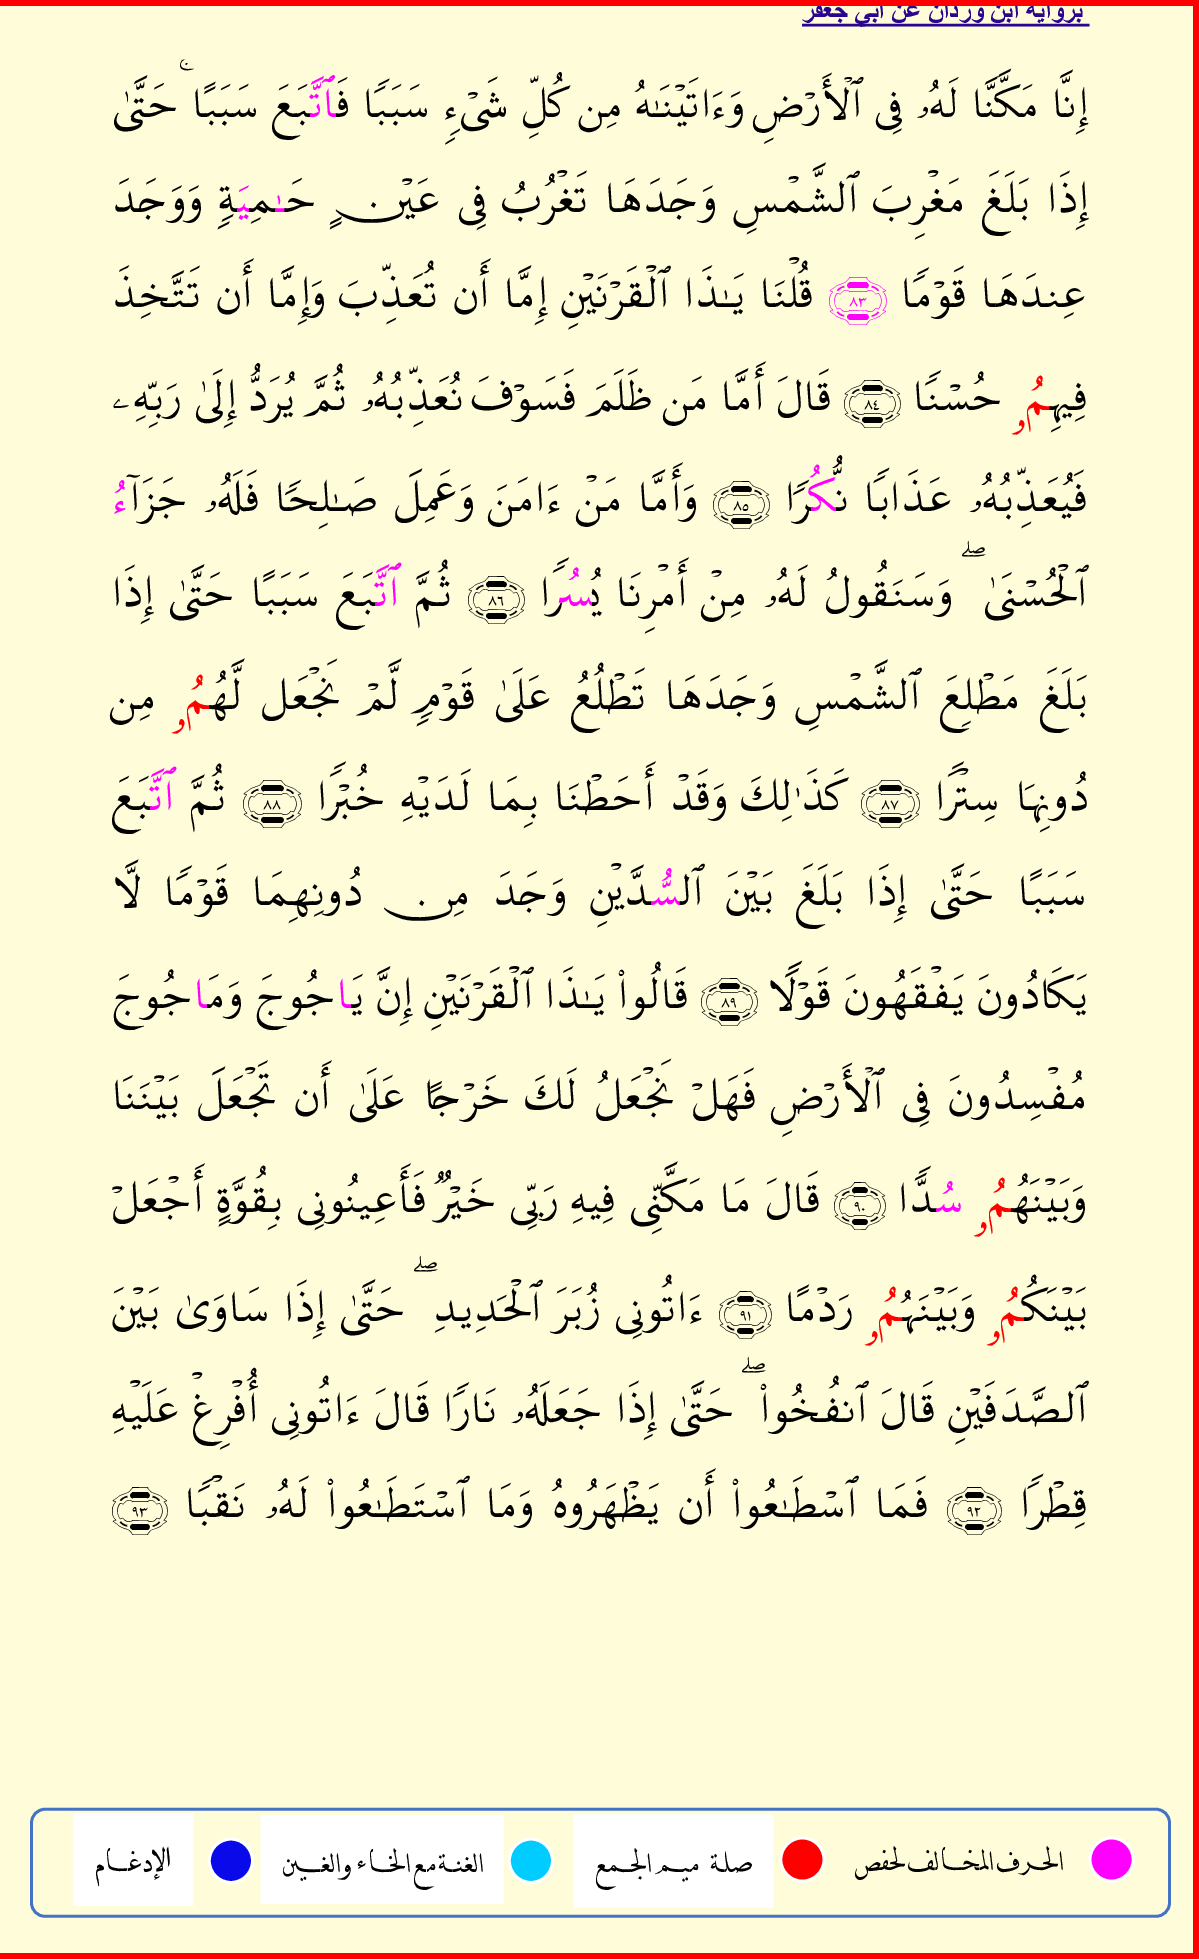 برواية ابن وردان عن أبي جعفر
إِنَّا مَكَّنَّا لَهُۥ فِى ٱلْأَرْضِ وَءَاتَيْنَـٰهُ مِن كُلِّ شَىْءٍ سَبَبًا فَٱتَّبَعَ سَبَبًا ۛ حَتَّىٰ
إِذَا بَلَغَ مَغْرِبَ ٱلشَّمْسِ وَجَدَهَا تَغْرُبُ فِى عَيْنٍ حَـٰمِيَةٍ وَوَجَدَ
عِندَهَا قَوْمًا ٨٣ قُلْنَا يَـٰذَا ٱلْقَرْنَيْنِ إِمَّا أَن تُعَذِّبَ وَإِمَّا أَن تَتَّخِذَ
فِيهِمُۥ حُسْنًا ٨٤ قَالَ أَمَّا مَن ظَلَمَ فَسَوْفَ نُعَذِّبُهُۥ ثُمَّ يُرَدُّ إِلَىٰ رَبِّهِۦ
فَيُعَذِّبُهُۥ عَذَابًا نُّكُرًا ٨٥ وَأَمَّا مَنْ ءَامَنَ وَعَمِلَ صَـٰلِحًا فَلَهُۥ جَزَآءُ
ٱلْحُسْنَىٰ ۖ وَسَنَقُولُ لَهُۥ مِنْ أَمْرِنَا يُسُرًا ٨٦ ثُمَّ ٱتَّبَعَ سَبَبًا حَتَّىٰ إِذَا
بَلَغَ مَطْلِعَ ٱلشَّمْسِ وَجَدَهَا تَطْلُعُ عَلَىٰ قَوْمٍ لَّمْ نَجْعَل لَّهُمُۥ مِن
دُونِهَا سِتْرًا ٨٧ كَذَٰلِكَ وَقَدْ أَحَطْنَا بِمَا لَدَيْهِ خُبْرًا ٨٨ ثُمَّ ٱتَّبَعَ
سَبَبًا حَتَّىٰ إِذَا بَلَغَ بَيْنَ ٱلسُّدَّيْنِ وَجَدَ مِن دُونِهِمَا قَوْمًا لَّا
يَكَادُونَ يَفْقَهُونَ قَوْلًا ٨٩ قَالُوا۟ يَـٰذَا ٱلْقَرْنَيْنِ إِنَّ يَاجُوجَ وَمَاجُوجَ
مُفْسِدُونَ فِى ٱلْأَرْضِ فَهَلْ نَجْعَلُ لَكَ خَرْجًا عَلَىٰ أَن تَجْعَلَ بَيْنَنَا
وَبَيْنَهُمُۥ سُدًّا ٩٠ قَالَ مَا مَكَّنِّى فِيهِ رَبِّى خَيْرٌ فَأَعِينُونِى بِقُوَّةٍ أَجْعَلْ
بَيْنَكُمُۥ وَبَيْنَهُمُۥ رَدْمًا ٩١ ءَاتُونِى زُبَرَ ٱلْحَدِيدِ ۖ حَتَّىٰ إِذَا سَاوَىٰ بَيْنَ
ٱلصَّدَفَيْنِ قَالَ ٱنفُخُوا۟ ۖ حَتَّىٰ إِذَا جَعَلَهُۥ نَارًا قَالَ ءَاتُونِى أُفْرِغْ عَلَيْهِ
قِطْرًا ٩٢ فَمَا ٱسْطَـٰعُوا۟ أَن يَظْهَرُوهُ وَمَا ٱسْتَطَـٰعُوا۟ لَهُۥ نَقْبًا ٩٣
الحرف المخالف لحفص صلة ميم الجمع الغنة مع الخاء والغين الإدغام